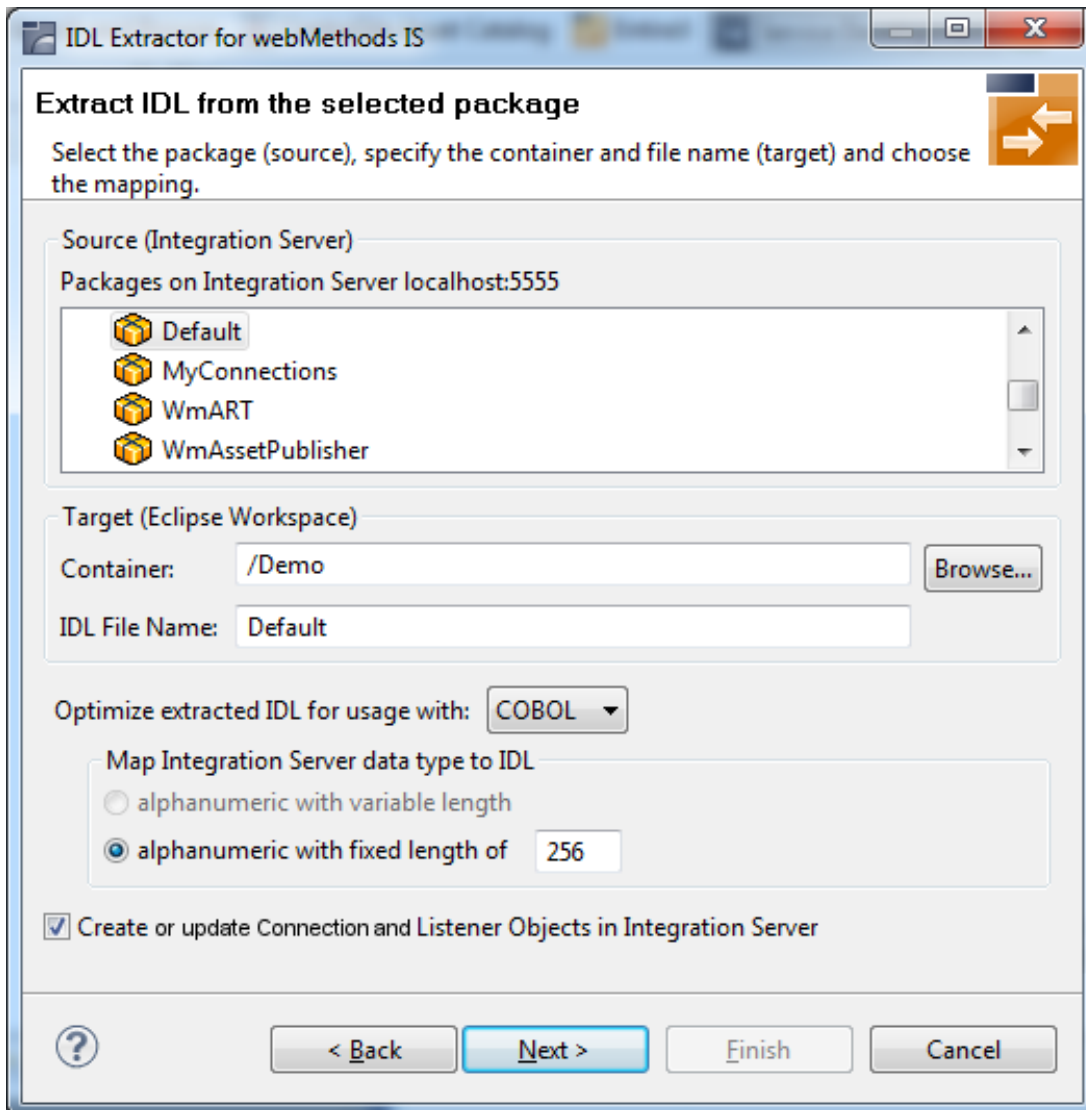 IDL Extractor for webMethods IS
Extract IDL from the selected package
Select the package (source), specify the container and file name (target) and choose
the mapping.
Source (Integration Server)
Packages on Integration Server localhost:5555
Default
MyConnections
WmART
WmAssetPublisher
Target (Eclipse Workspace)
Container: /Demo Browse...
IDL File Name: Default
Optimize extracted IDL for usage with: COBOL
Map Integration Server data type to IDL
alphanumeric with variable length
alphanumeric with fixed length of 256
Create or update Connection and Listener Objects in Integration Server
? < Back Next > Finish Cancel